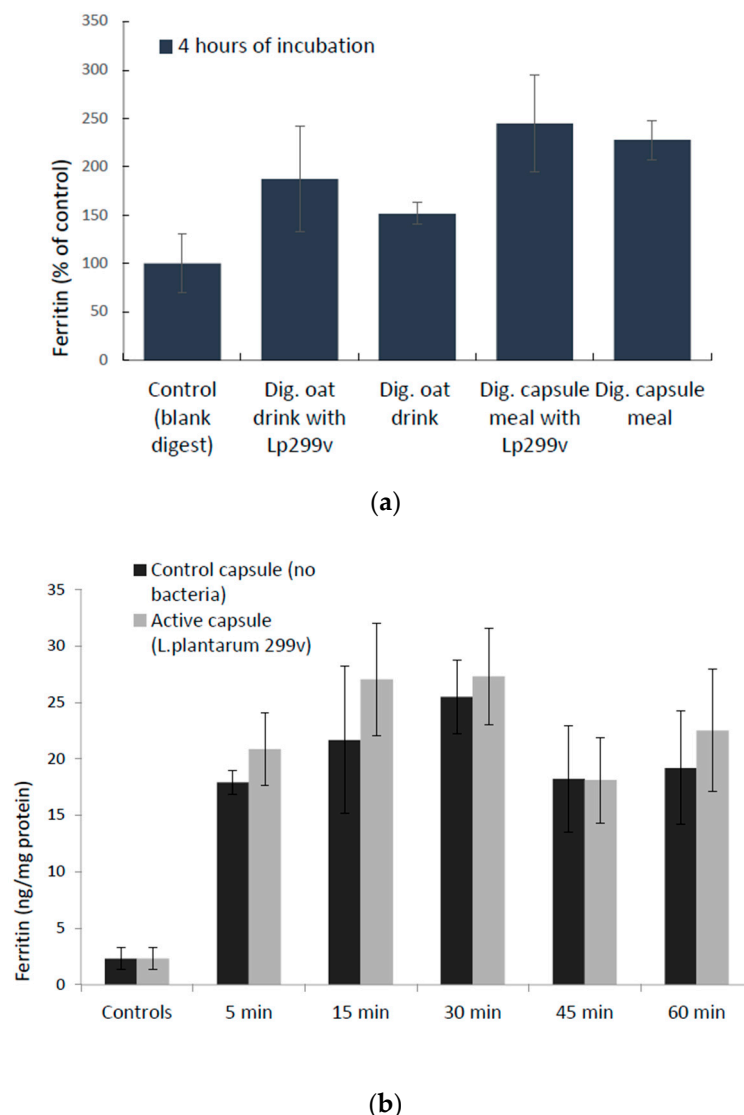 350
300
250
200
150
100
50
0
Ferritin (% of control)
4 hours of incubation
Control
(blank
digest)
Dig. oat
drink with
Lp299v
Dig. oat
drink
Dig. capsule
meal with
Lp299v
Dig. capsule
meal
(a)
Control capsule (no
bacteria)
Active capsule
(L.plantarum 299v)
35
30
25
20
15
10
5
0
Ferritin (ng/mg protein)
Controls
5 min
15 min
30 min
45 min
60 min
(b)